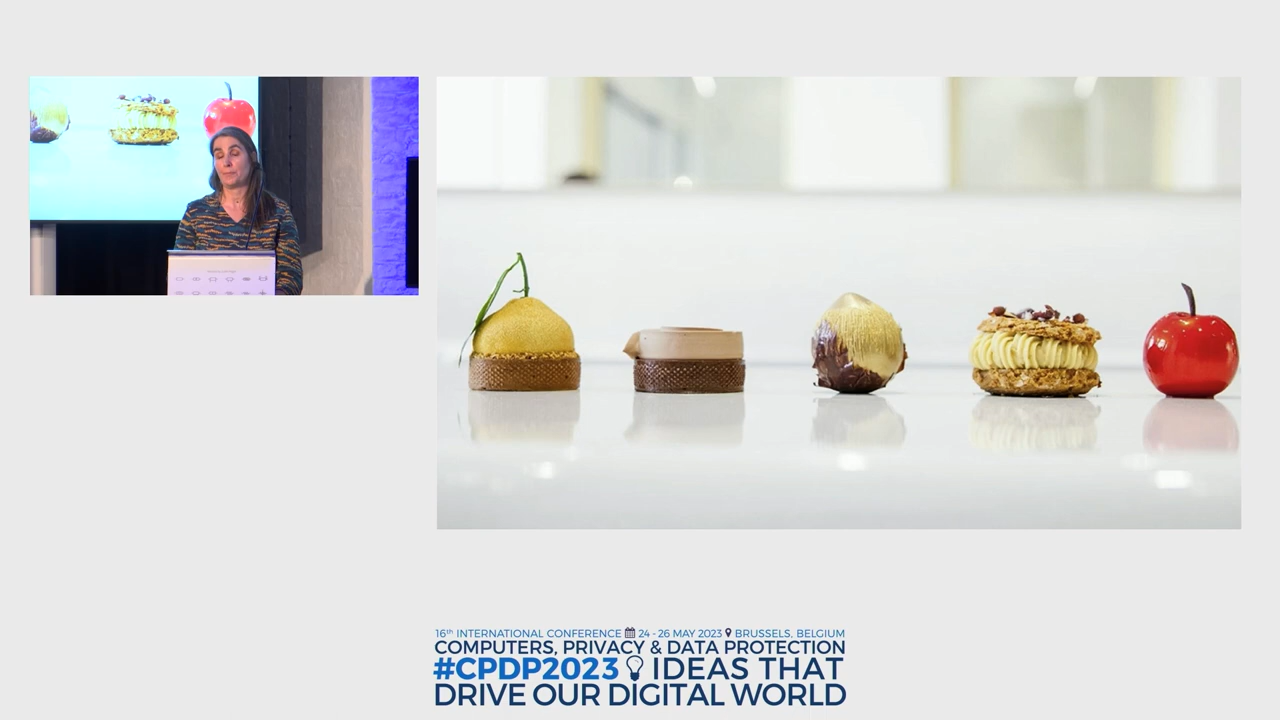 16th INTERNATIONAL CONFERENCE 24 - 26 MAY 2023 BRUSSELS, BELGIUM
COMPUTERS, PRIVACY & DATA PROTECTION
#CPDP2023 IDEAS THAT
DRIVE OUR DIGITAL WORLD